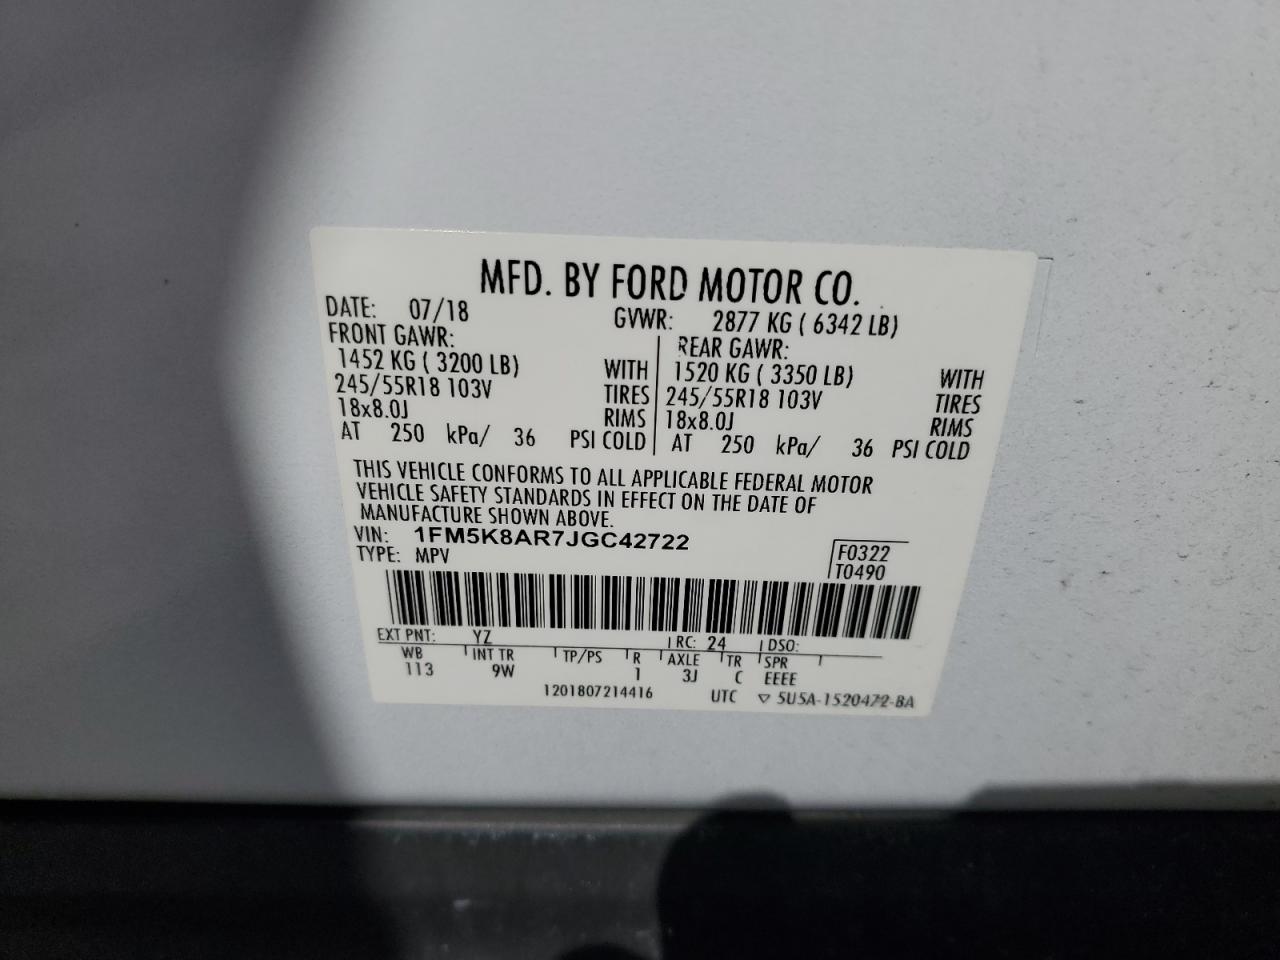 MFD. BY FORD MOTOR CO.
DATE: 07/18 GVWR: 2877 KG ( 6342 LB)
FRONT GAWR: REAR GAWR:
1452 KG ( 3200 LB) WITH 1520 KG ( 3350 LB) WITH
245/55R18 103V TIRES 245/55R18 103V TIRES
18x8.0J RIMS 18x8.0J RIMS
AT 250 kPa/ 36 PSI COLD AT 250 kPa/ 36 PSI COLD
THIS VEHICLE CONFORMS TO ALL APPLICABLE FEDERAL MOTOR
VEHICLE SAFETY STANDARDS IN EFFECT ON THE DATE OF
MANUFACTURE SHOWN ABOVE.
VIN: 1FM5K8AR7JGC42722
TYPE: MPV
F0322
T0490
EXT PNT: YZ RC: 24 DSO:
WB INT TR TP/PS R AXLE TR SPR
113 9W 1 3J C EEEE
1201807214416 UTC ▽ 5U5A-1520472-BA